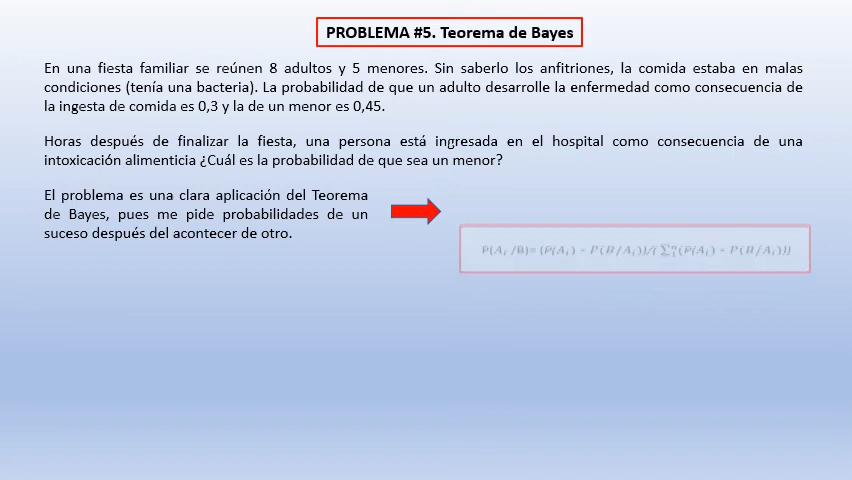 PROBLEMA #5. Teorema de Bayes
En una fiesta familiar se reúnen 8 adultos y 5 menores. Sin saberlo los anfitriones, la comida estaba en malas
condiciones (tenía una bacteria). La probabilidad de que un adulto desarrolle la enfermedad como consecuencia de
la ingesta de comida es 0,3 y la de un menor es 0,45.
Horas después de finalizar la fiesta, una persona está ingresada en el hospital como consecuencia de una
intoxicación alimenticia ¿Cuál es la probabilidad de que sea un menor?
El problema es una clara aplicación del Teorema
de Bayes, pues me pide probabilidades de un
suceso después del acontecer de otro.